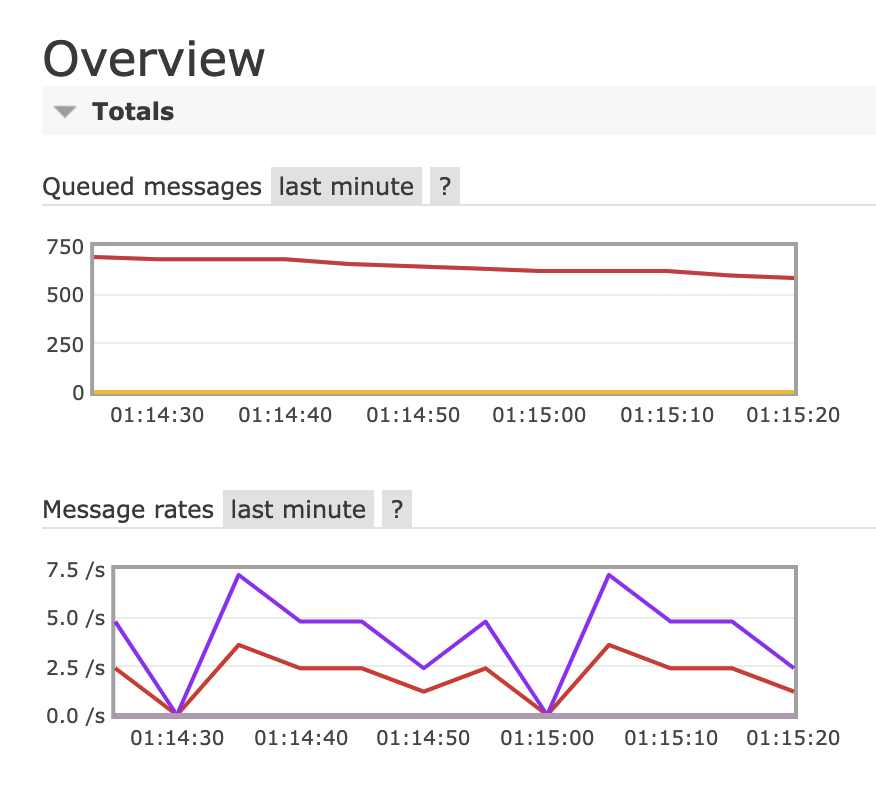 Overview
Totals
Queued messages last minute ?
750
500
250
0
01:14:30 01:14:40 01:14:50 01:15:00 01:15:10 01:15:20
Message rates last minute ?
7.5 /s
5.0 /s
2.5 /s
0.0 /s
01:14:30 01:14:40 01:14:50 01:15:00 01:15:10 01:15:20